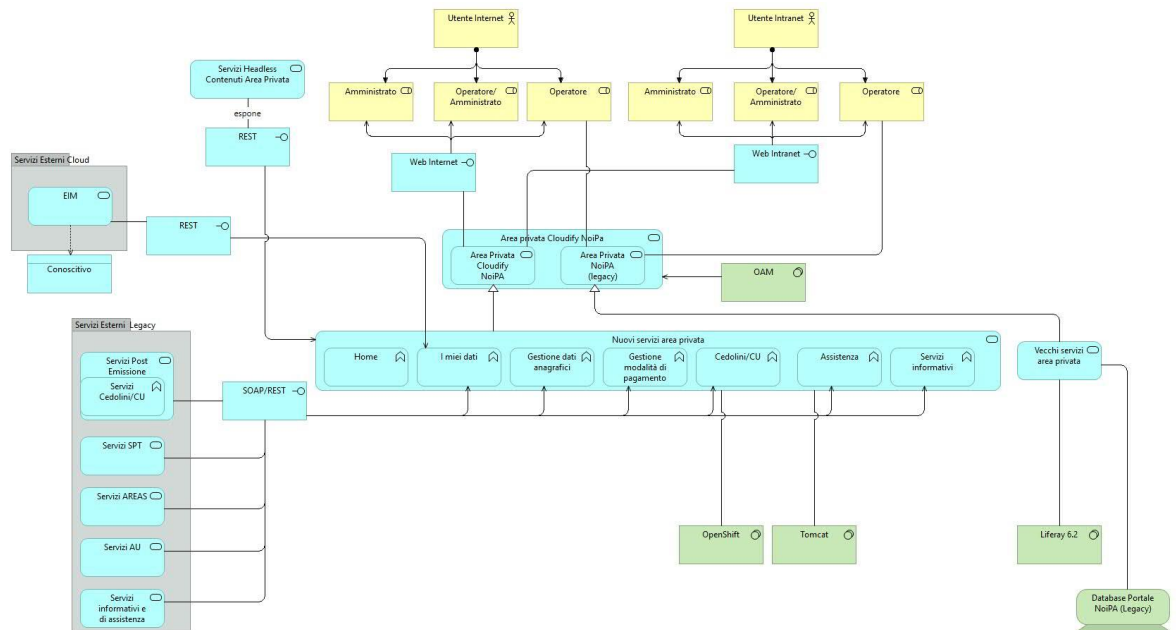 Utente Internet
Utente Intranet
Servizi Headless
Contenuti Area Privata
espone
REST
Amministrato
Operatore/
Amministrato
Operatore
Amministrato
Operatore/
Amministrato
Operatore
Web Internet
Web Intranet
Servizi Esterni Cloud
EIM
REST
Conoscitivo
Area privata Cloudify NoiPa
Area Privata
Cloudify
NoiPA
Area Privata
NoiPA
(legacy)
OAM
Servizi Esterni Legacy
Servizi Post
Emissione
Servizi
Cedolini/CU
SOAP/REST
Servizi SPT
Servizi AREAS
Servizi AU
Servizi
informativi e
di assistenza
Nuovi servizi area privata
Home
I miei dati
Gestione dati
anagrafici
Gestione
modalità di
pagamento
Cedolini/CU
Assistenza
Servizi
informativi
Vecchi servizi
area privata
OpenShift
Tomcat
Liferay 6.2
Database Portale
NoiPA (Legacy)